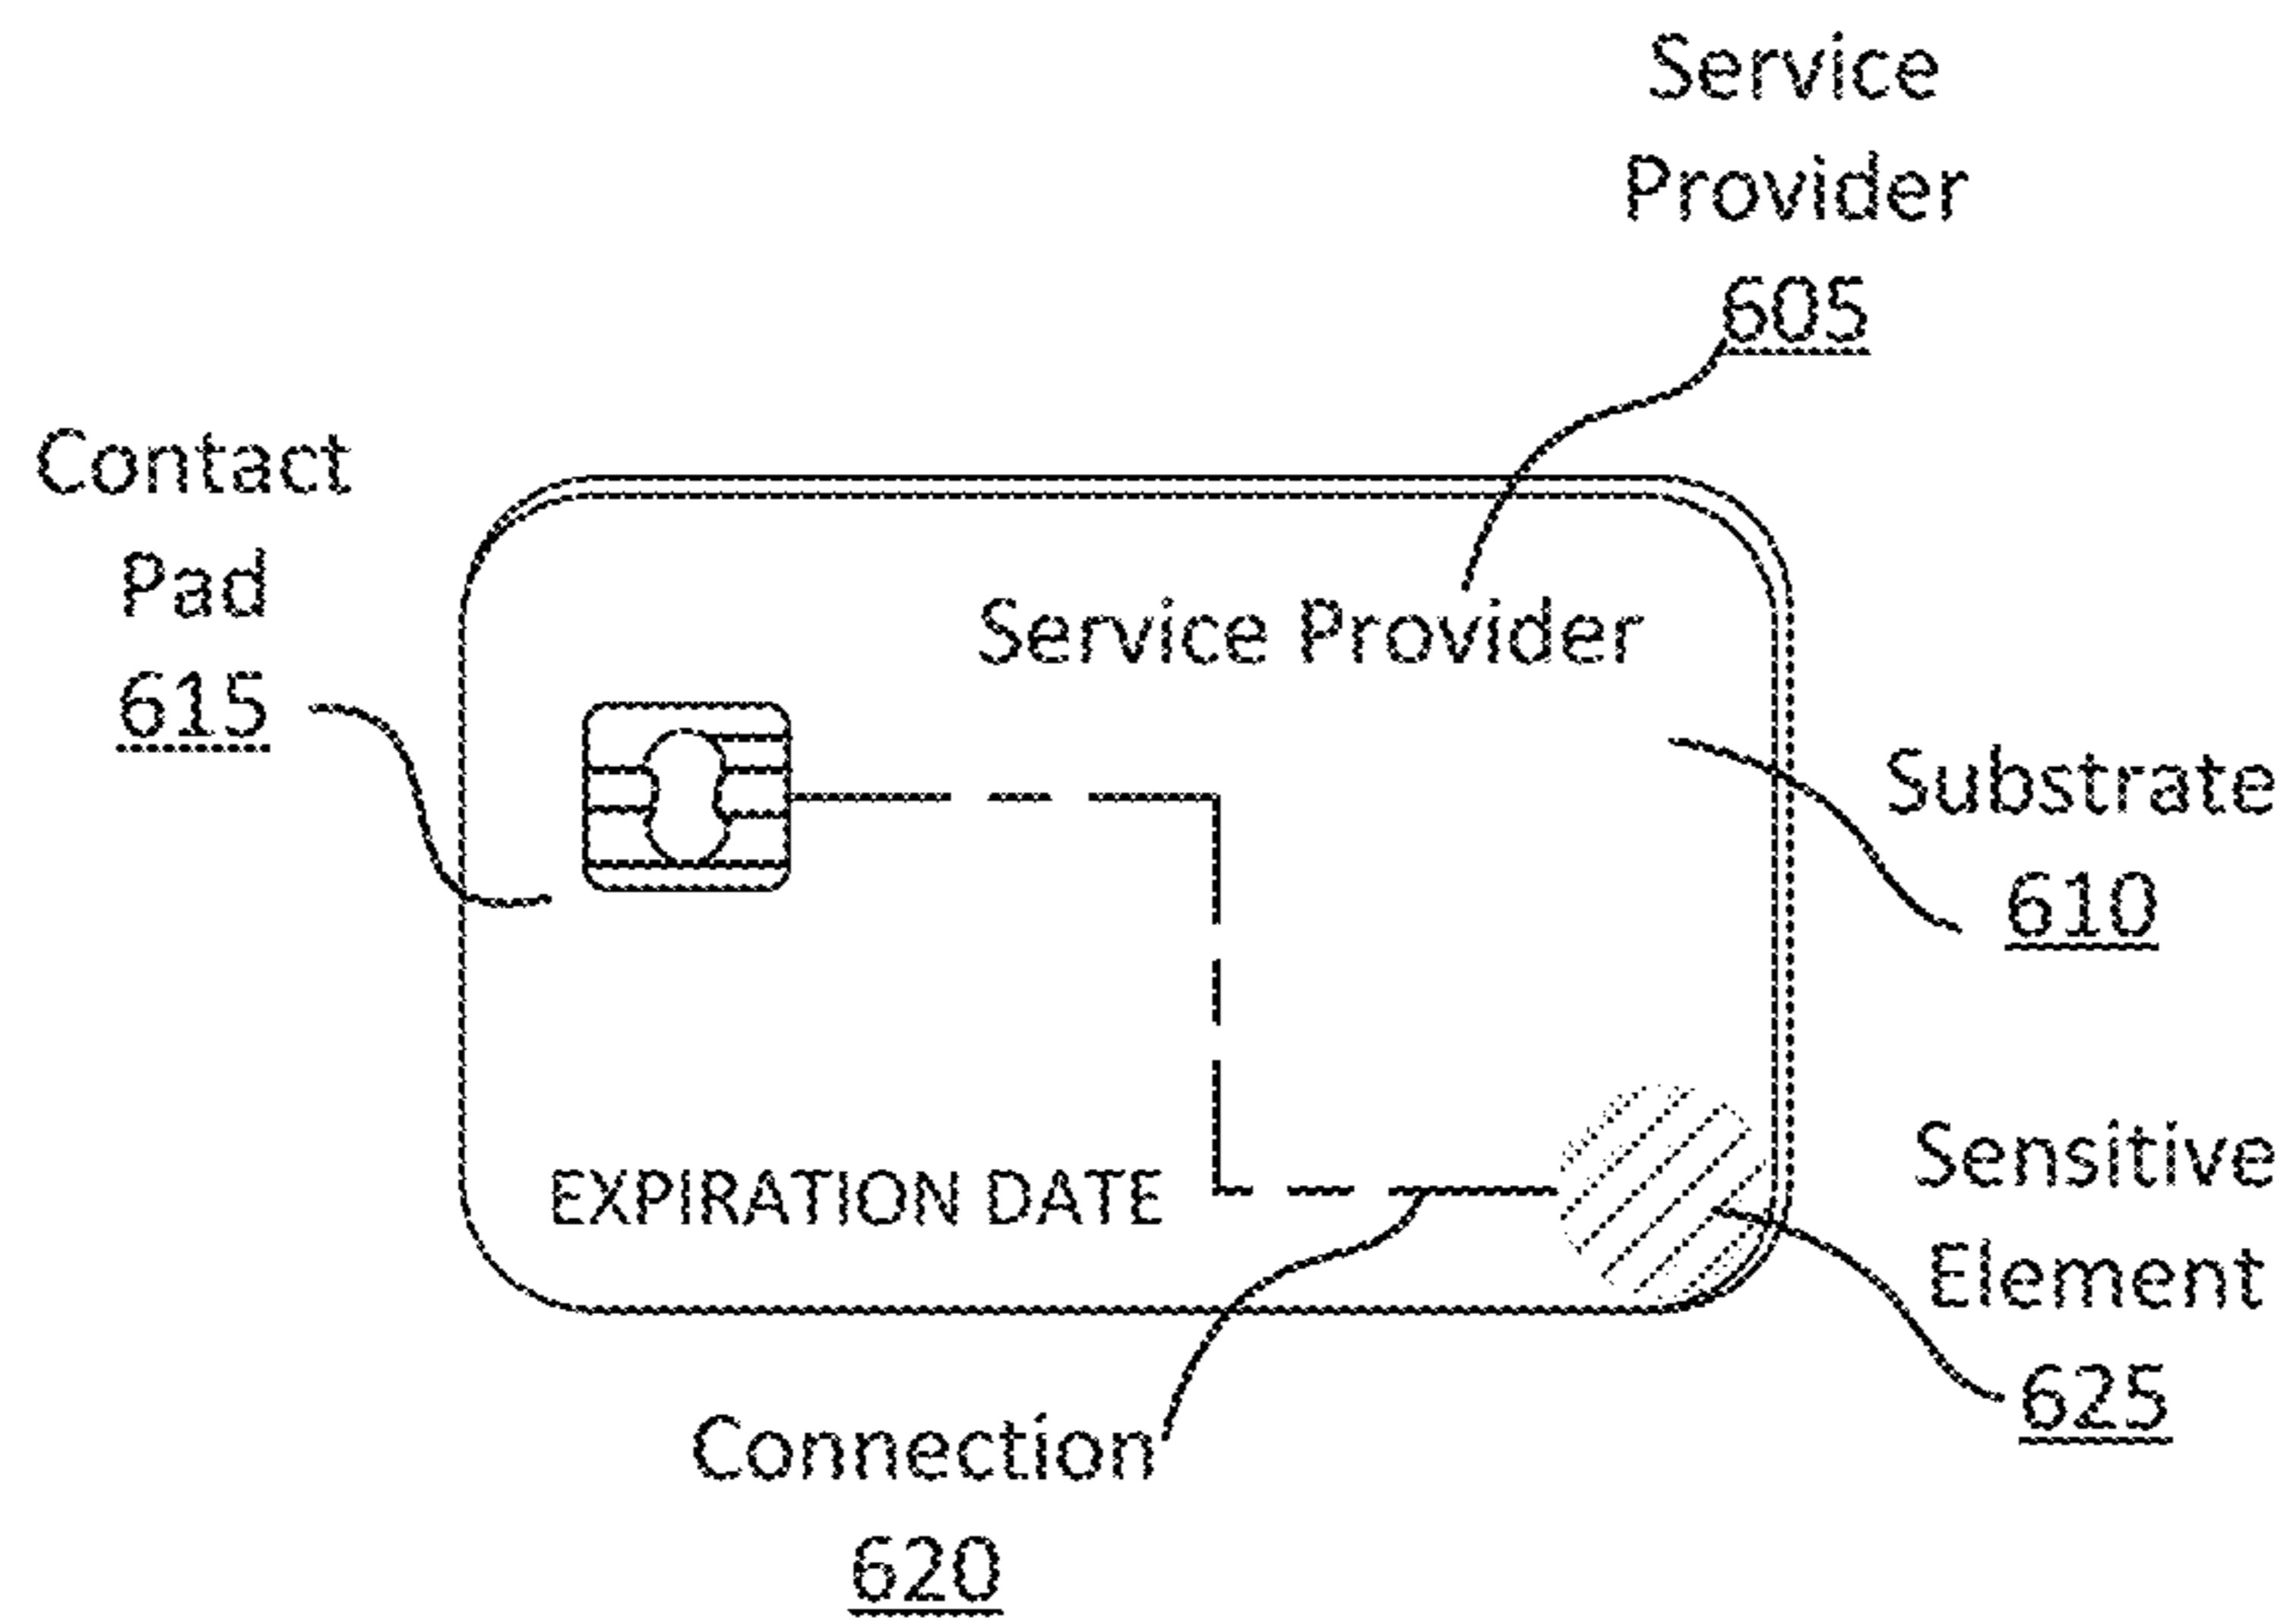 Service
Provider
605
Contact
Pad
615
Service Provider
Substrate
610
EXPIRATION DATE
Sensitive
Element
625
Connection
620